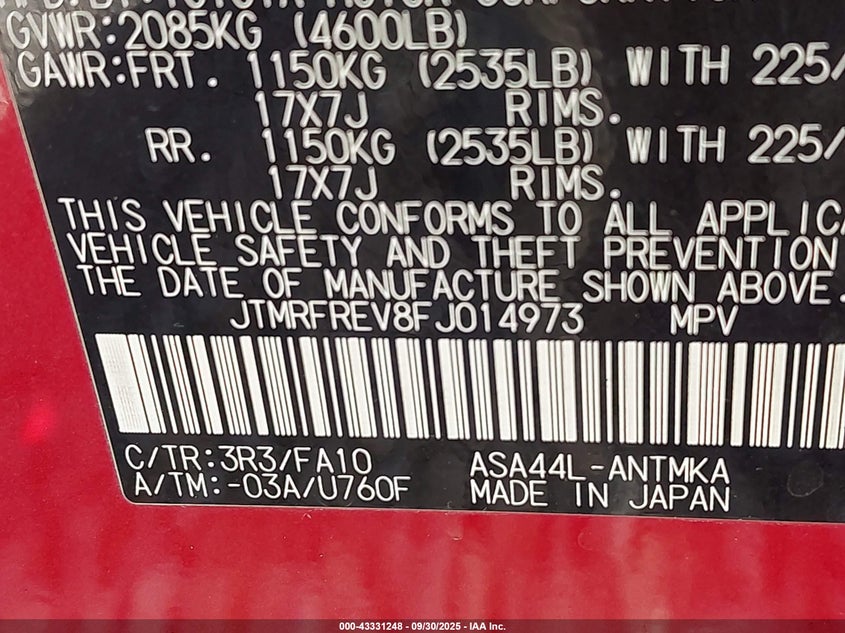 GVWR:2085KG (4600LB)
GAWR:FRT. 1150KG (2535LB) WITH 225/
17X7J RIMS.
RR. 1150KG (2535LB) WITH 225/
17X7J RIMS.
THIS VEHICLE CONFORMS TO ALL APPLICA
VEHICLE SAFETY AND THEFT PREVENTION
THE DATE OF MANUFACTURE SHOWN ABOVE.
JTMRFREV8FJ014973 MPV
C/TR:3R3/FA10 ASA44L-ANTMKA
A/TM:-03A/U760F MADE IN JAPAN
000-43331248 - 09/30/2025 - IAA Inc.